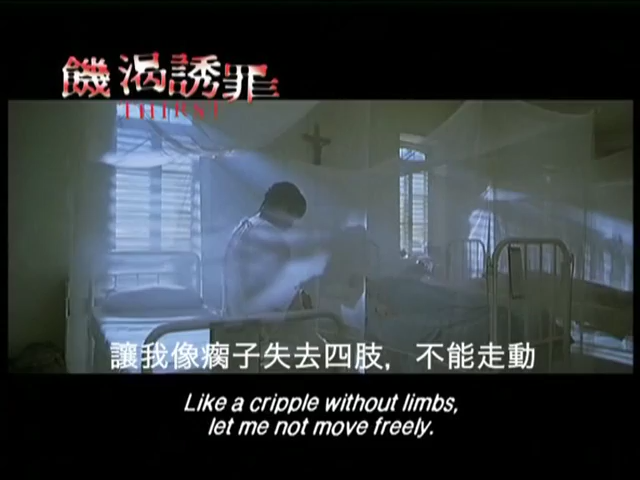 饑渴誘罪
THIRST
讓我像瘸子失去四肢，不能走動
Like a cripple without limbs,
let me not move freely.